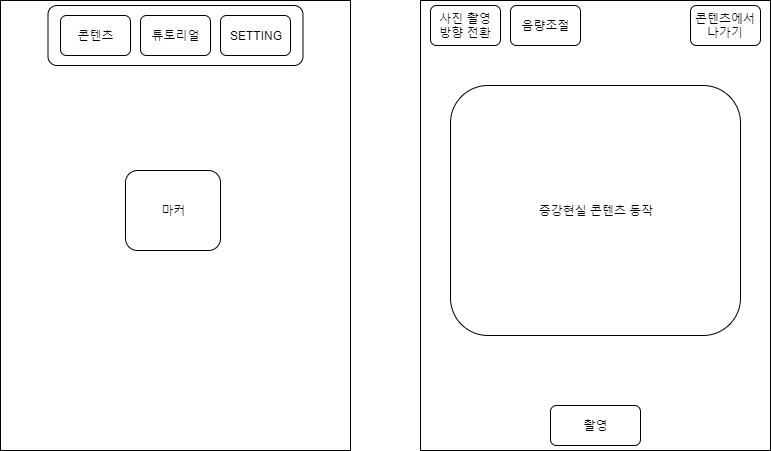 콘텐츠
튜토리얼
SETTING
마커
사진 촬영
방향 전환
음량조절
콘텐츠에서
나가기
증강현실 콘텐츠 동작
촬영